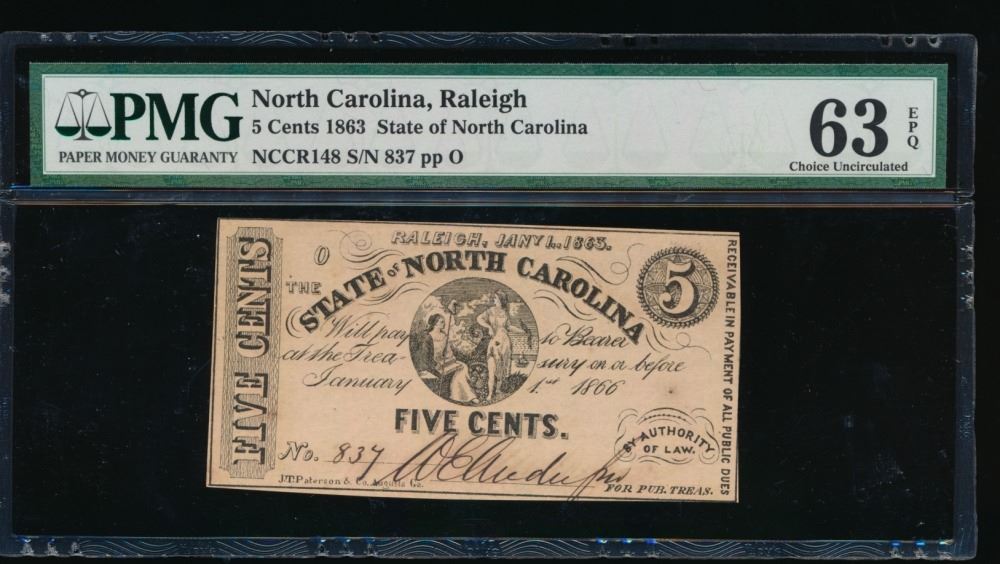 PMG
PAPER MONEY GUARANTY
North Carolina, Raleigh
5 Cents 1863 State of North Carolina
NCCR148 S/N 837 pp O
63 EPQ
Choice Uncirculated
FIVE CENTS
O
RALEIGH, JANY 1., 1863.
THE
STATE of NORTH CAROLINA
5
Will pay to Bearer
at the Treasury on or before
January 1st 1866
FIVE CENTS.
No. 837
BY AUTHORITY
OF LAW.
J.T. Paterson & Co. Augusta Ga.
FOR PUB. TREAS.
RECEIVABLE IN PAYMENT OF ALL PUBLIC DUES